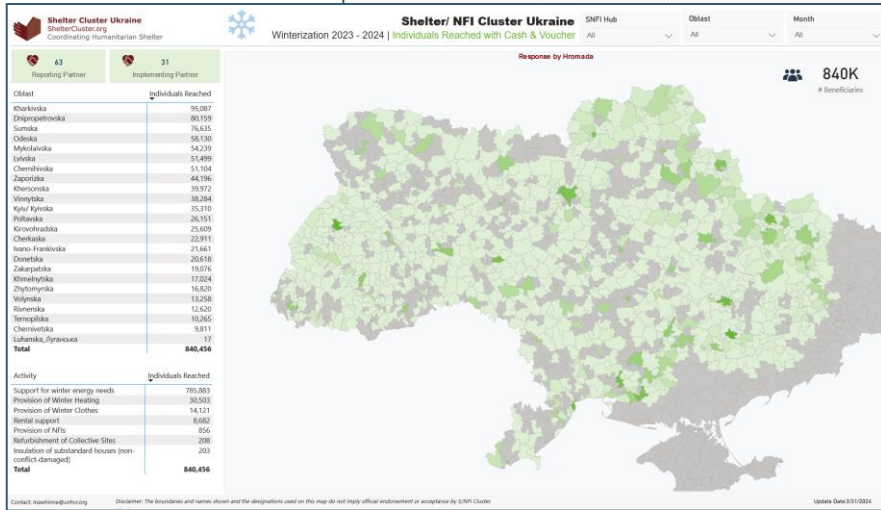 Shelter Cluster Ukraine
ShelterCluster.org
Coordinating Humanitarian Shelter
Shelter/ NFI Cluster Ukraine
Winterization 2023 - 2024 | Individuals Reached with Cash & Voucher
SNFI Hub
All
Oblast
All
Month
All
63
Reporting Partner
31
Implementing Partner
Response by Hromada
840K
# Beneficiaries
Oblast Individuals Reached
Kharkivska 95,087
Dnipropetrovska 80,159
Sumska 76,635
Odeska 58,130
Mykolaivska 54,239
Lvivska 51,499
Chernihivska 51,104
Zaporizka 44,196
Khersonska 39,972
Vinnytska 38,284
Kyiv/ Kyivska 35,310
Poltavska 26,151
Kirovohradska 25,609
Cherkaska 22,911
Ivano-Frankivska 21,661
Donetska 20,618
Zakarpatska 19,076
Khmelnytska 17,024
Zhytomyrska 16,820
Volynska 13,258
Rivnenska 12,620
Ternopilska 10,265
Chernivetska 9,811
Luhanska_Луганська 17
Total 840,456
Activity Individuals Reached
Support for winter energy needs 785,883
Provision of Winter Heating 30,503
Provision of Winter Clothes 14,121
Rental support 8,682
Provision of NFIs 856
Refurbishment of Collective Sites 208
Insulation of substandard houses (non- 203
conflict-damaged)
Total 840,456
Disclaimer: The boundaries and names shown and the designations used on this map do not imply official endorsement or acceptance by S/NFI Cluster,
Update Date:3/31/2024